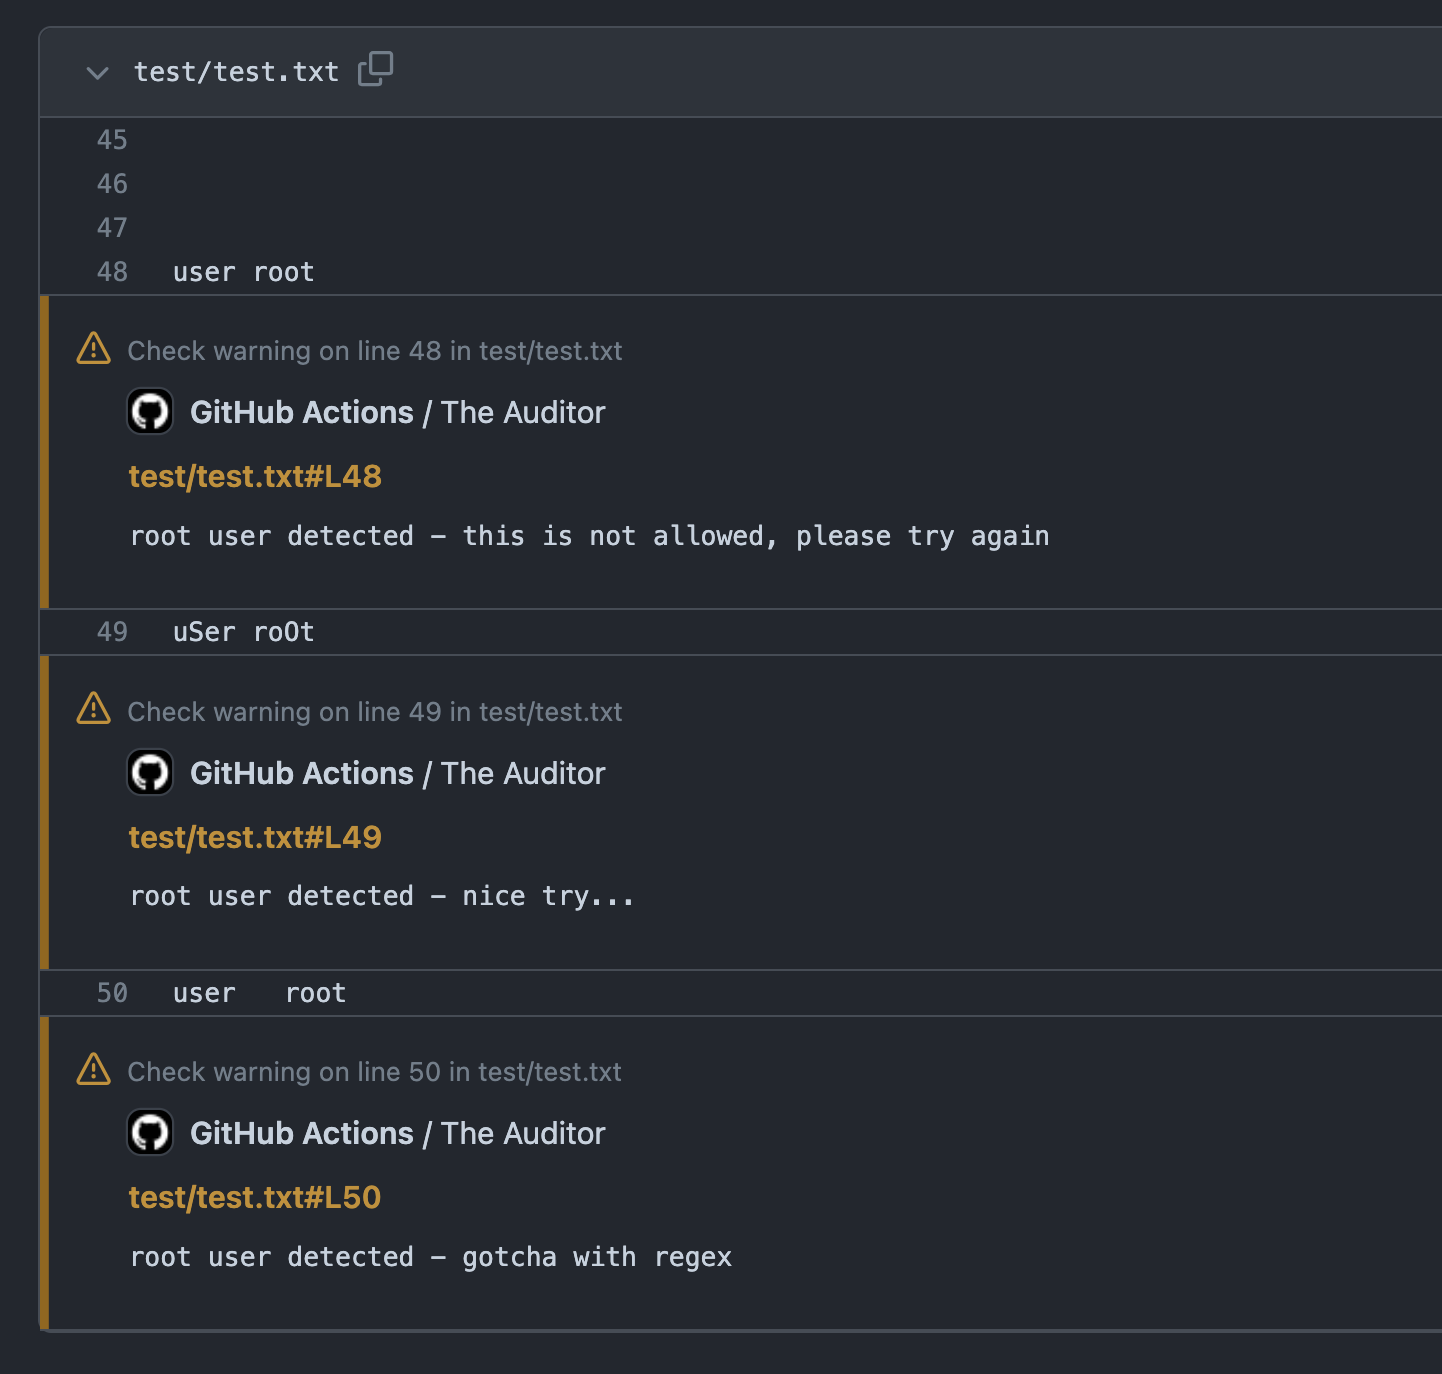 test/test.txt
45
46
47
48 user root
Check warning on line 48 in test/test.txt
GitHub Actions / The Auditor
test/test.txt#L48
root user detected - this is not allowed, please try again
49 uSer roOt
Check warning on line 49 in test/test.txt
GitHub Actions / The Auditor
test/test.txt#L49
root user detected - nice try...
50 user   root
Check warning on line 50 in test/test.txt
GitHub Actions / The Auditor
test/test.txt#L50
root user detected - gotcha with regex